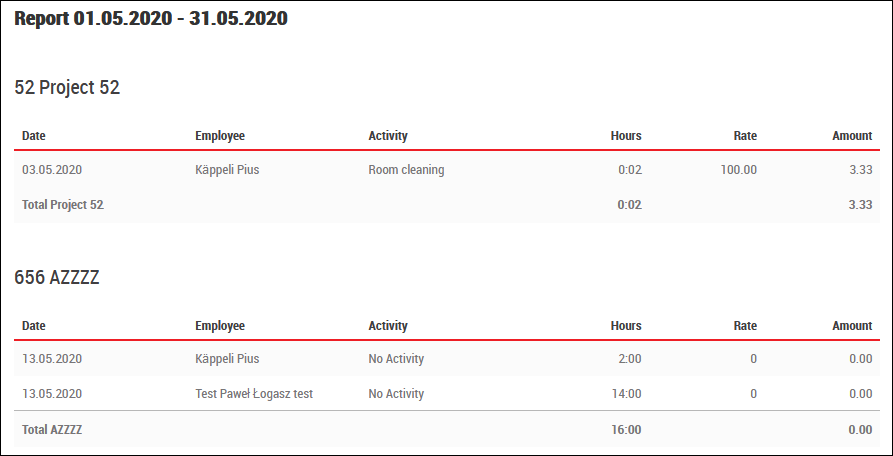 Report 01.05.2020 - 31.05.2020
52 Project 52
Date Employee Activity Hours Rate Amount
03.05.2020 Käppeli Pius Room cleaning 0:02 100.00 3.33
Total Project 52 0:02 3.33
656 AZZZZ
Date Employee Activity Hours Rate Amount
13.05.2020 Käppeli Pius No Activity 2:00 0 0.00
13.05.2020 Test Paweł Łogasz test No Activity 14:00 0 0.00
Total AZZZZ 16:00 0.00